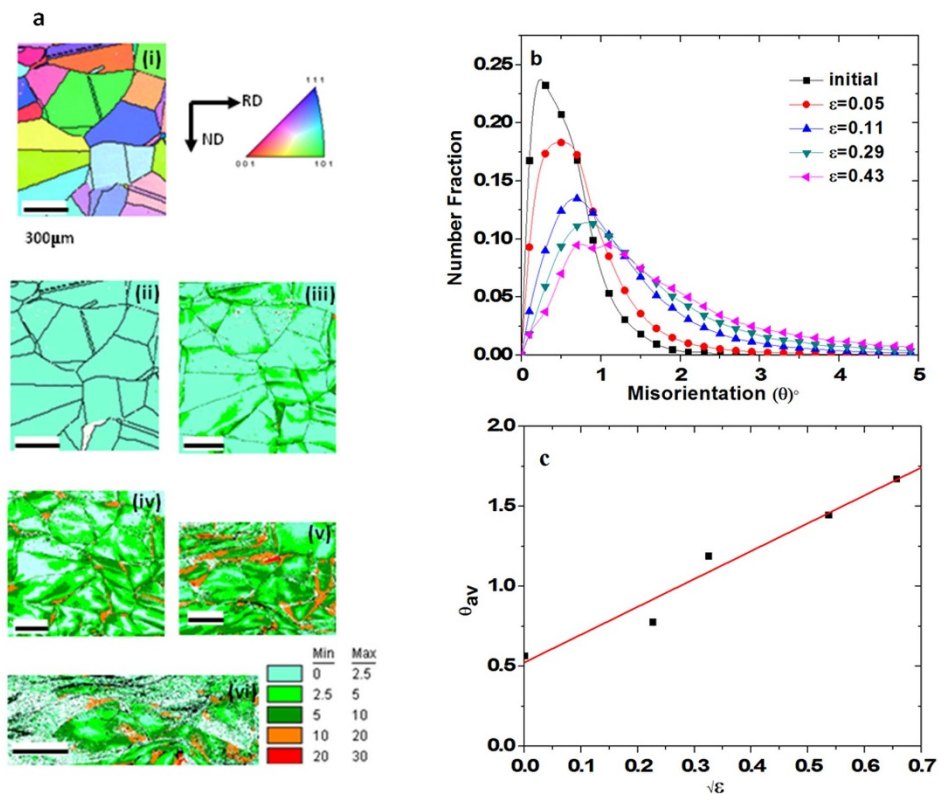 a
(i)
RD
ND
111
001
101
300µm
(ii)
(iii)
(iv)
(v)
(vi)
Min Max
0 2.5
2.5 5
5 10
10 20
20 30
b
initial
ε=0.05
ε=0.11
ε=0.29
ε=0.43
Number Fraction
0.25
0.20
0.15
0.10
0.05
0.00
0 1 2 3 4 5
Misorientation (θ)°
c
θav
2.0
1.5
1.0
0.5
0.0
0.0 0.1 0.2 0.3 0.4 0.5 0.6 0.7
√ε